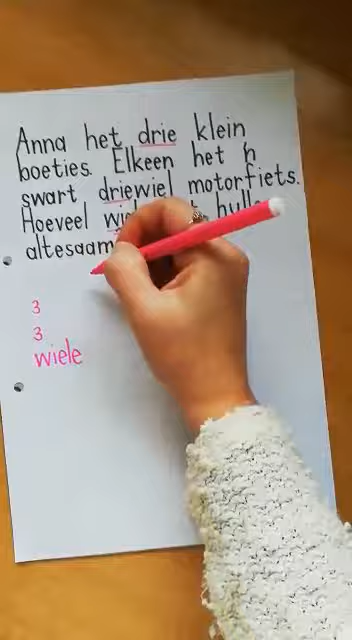 Anna het drie klein
boeties. Elkeen het 'n
swart driewiel motorfiets.
Hoeveel
altesaam
3
3
wiele